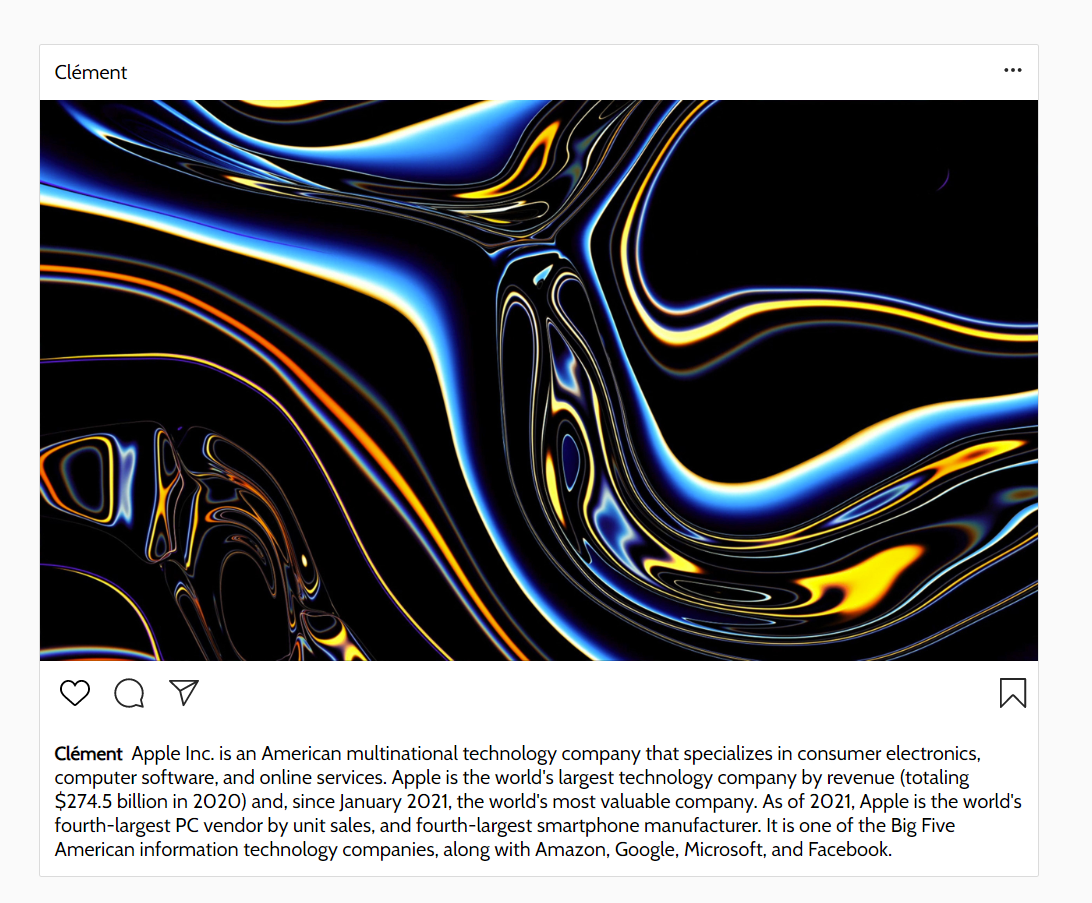 Clément
Clément Apple Inc. is an American multinational technology company that specializes in consumer electronics,
computer software, and online services. Apple is the world's largest technology company by revenue (totaling
$274.5 billion in 2020) and, since January 2021, the world's most valuable company. As of 2021, Apple is the world's
fourth-largest PC vendor by unit sales, and fourth-largest smartphone manufacturer. It is one of the Big Five
American information technology companies, along with Amazon, Google, Microsoft, and Facebook.